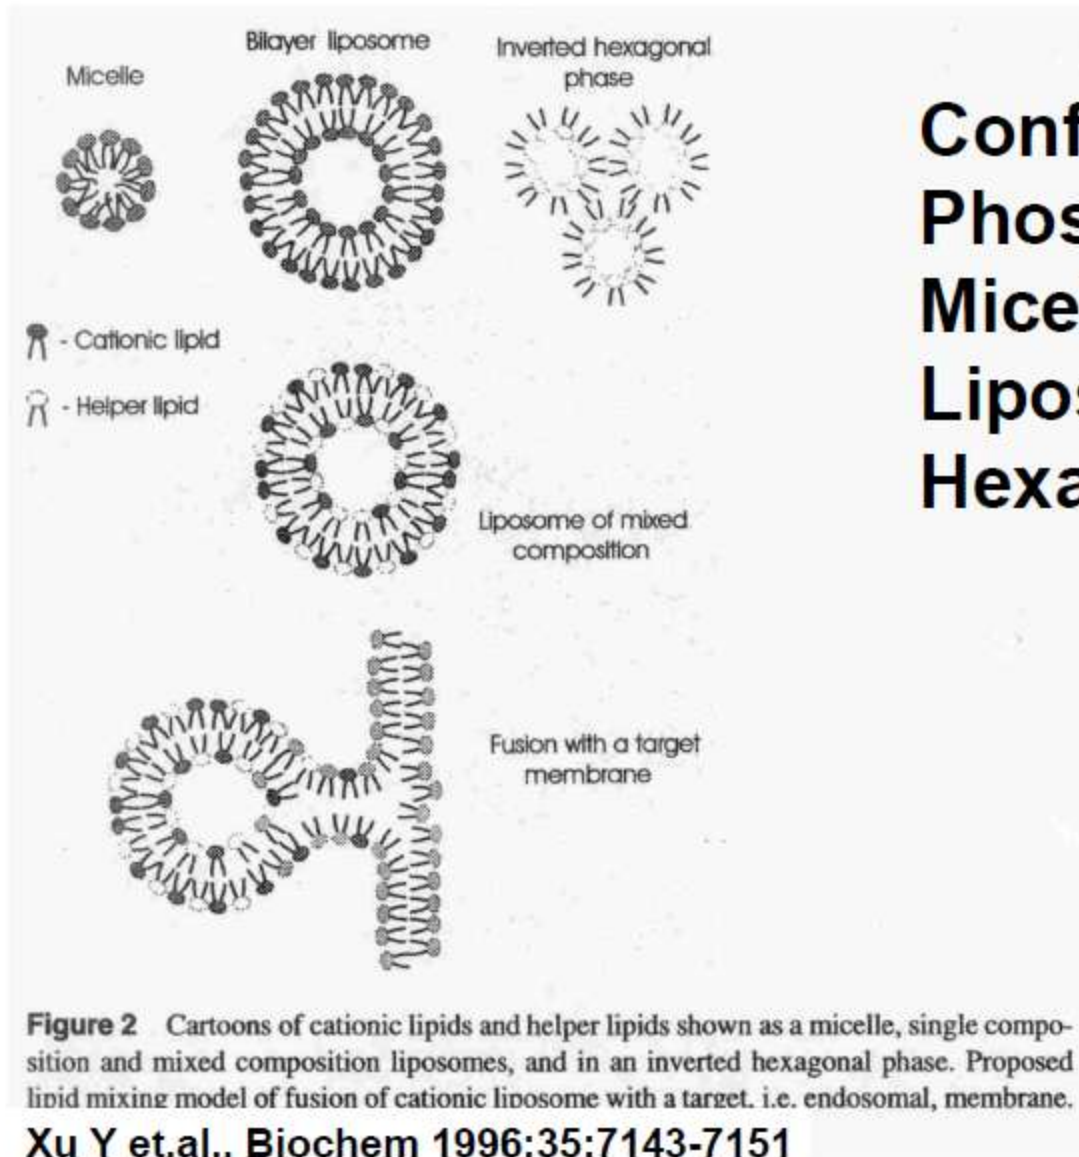 Bilayer liposome
Micelle
Inverted hexagonal
phase
- Cationic lipid
- Helper lipid
Liposome of mixed
composition
Fusion with a target
membrane
Conf
Phos
Mice
Lipos
Hexa
Figure 2 Cartoons of cationic lipids and helper lipids shown as a micelle, single compo-
sition and mixed composition liposomes, and in an inverted hexagonal phase. Proposed
lipid mixing model of fusion of cationic liposome with a target, i.e. endosomal, membrane.
Xu Y et.al., Biochem 1996:35:7143-7151